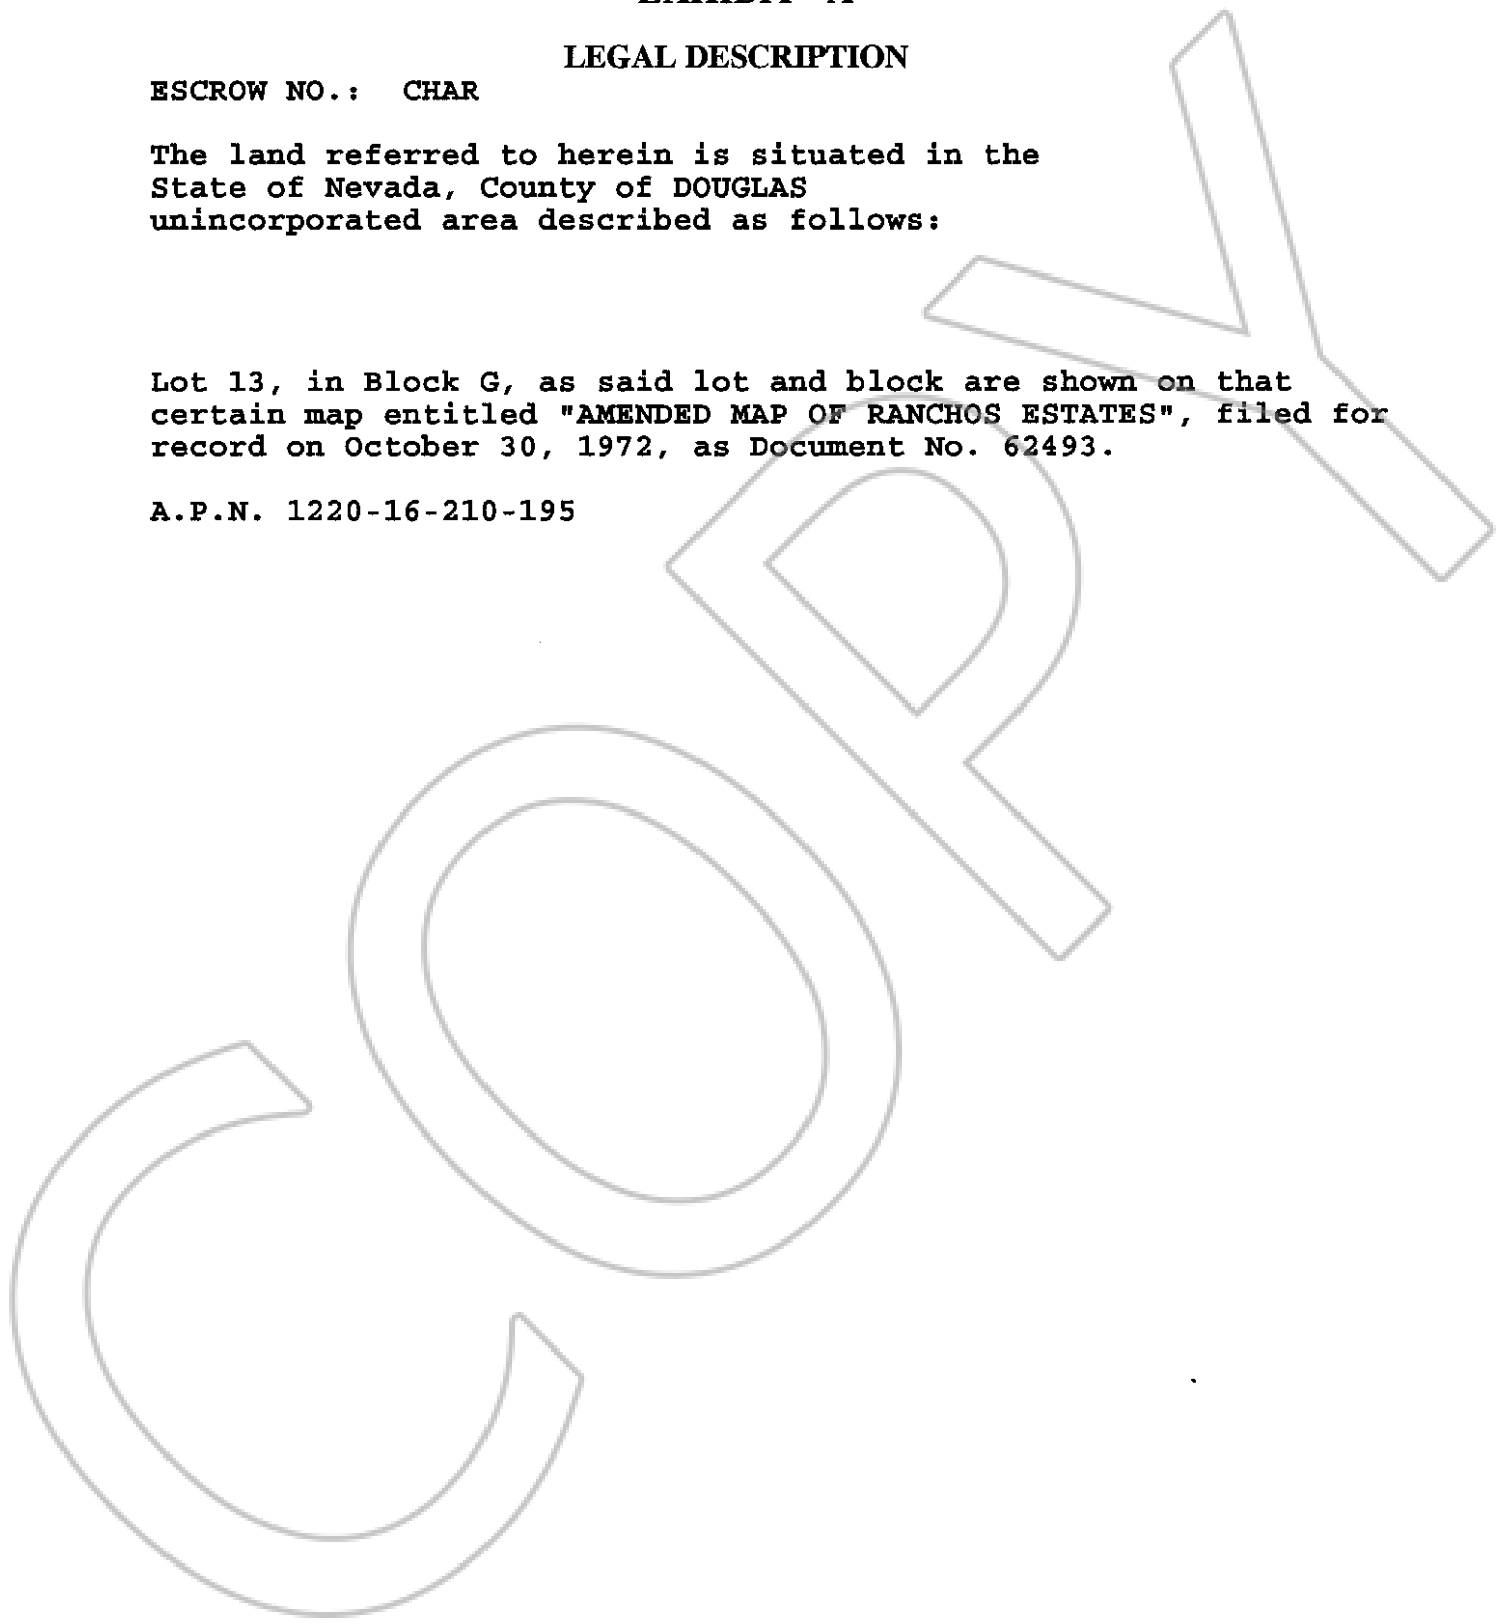 EXHIBIT "A"
LEGAL DESCRIPTION
ESCROW NO.: CHAR
The land referred to herein is situated in the
State of Nevada, County of DOUGLAS
unincorporated area described as follows:
Lot 13, in Block G, as said lot and block are shown on that
certain map entitled "AMENDED MAP OF RANCHOS ESTATES", filed for
record on October 30, 1972, as Document No. 62493.
A.P.N. 1220-16-210-195
COPY